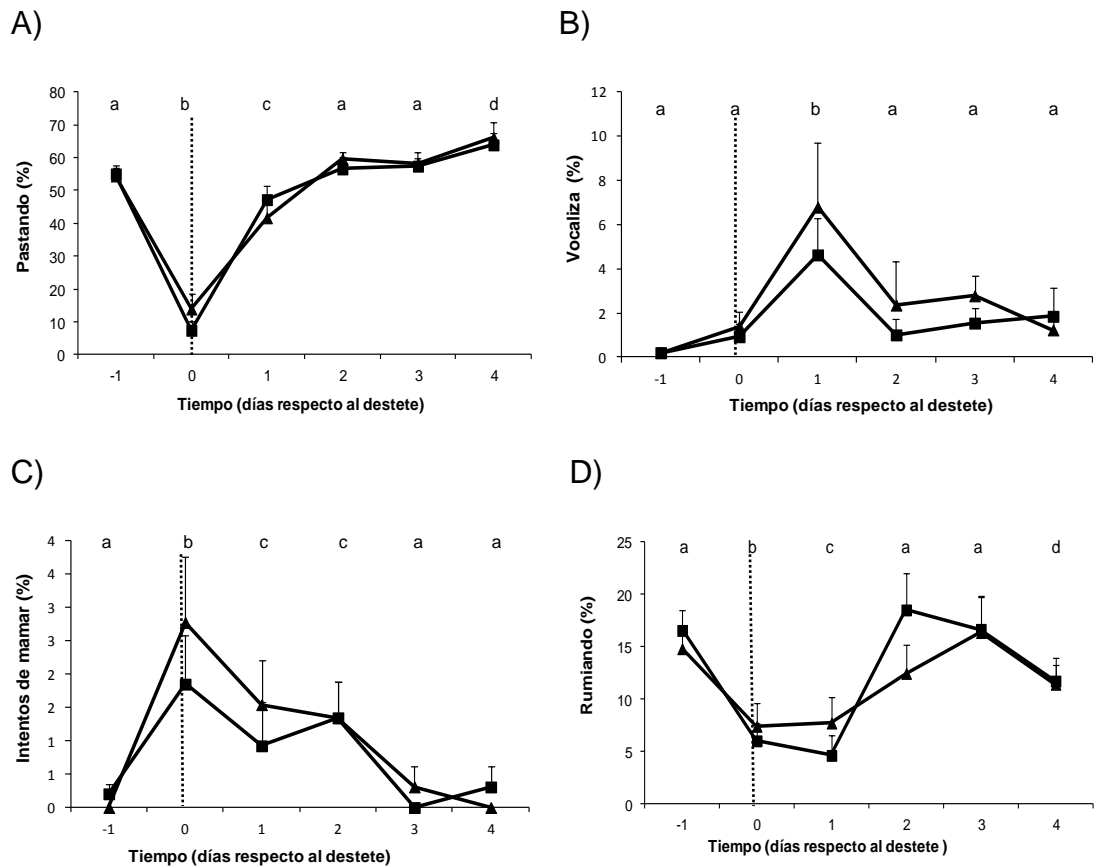 A)
a b c a a d
80
70
60
50
40
30
20
10
0
Pastando (%)
-1 0 1 2 3 4
Tiempo (días respecto al destete)
B)
a a b a a a
12
10
8
6
4
2
0
Vocaliza (%)
-1 0 1 2 3 4
Tiempo (días respecto al destete)
C)
a b c c a a
4
4
3
3
2
2
1
1
0
Intentos de mamar (%)
-1 0 1 2 3 4
Tiempo (días respecto al destete)
D)
a b c a a d
25
20
15
10
5
0
Rumiando (%)
-1 0 1 2 3 4
Tiempo (días respecto al destete )